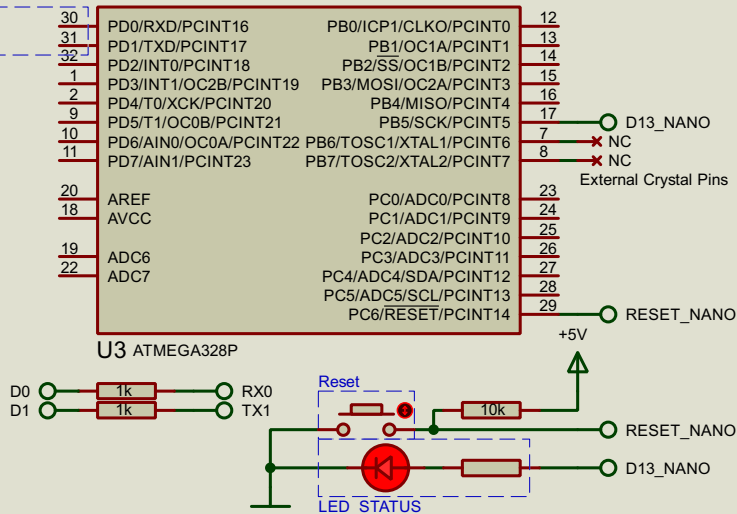 30 PD0/RXD/PCINT16 PB0/ICP1/CLKO/PCINT0 12
31 PD1/TXD/PCINT17 PB1/OC1A/PCINT1 13
32 PD2/INT0/PCINT18 PB2/SS/OC1B/PCINT2 14
1 PD3/INT1/OC2B/PCINT19 PB3/MOSI/OC2A/PCINT3 15
2 PD4/T0/XCK/PCINT20 PB4/MISO/PCINT4 16
9 PD5/T1/OC0B/PCINT21 PB5/SCK/PCINT5 17 D13_NANO
10 PD6/AIN0/OC0A/PCINT22 PB6/TOSC1/XTAL1/PCINT6 7 NC
11 PD7/AIN1/PCINT23 PB7/TOSC2/XTAL2/PCINT7 8 NC
External Crystal Pins
20 AREF PC0/ADC0/PCINT8 23
18 AVCC PC1/ADC1/PCINT9 24
PC2/ADC2/PCINT10 25
19 ADC6 PC3/ADC3/PCINT11 26
22 ADC7 PC4/ADC4/SDA/PCINT12 27
PC5/ADC5/SCL/PCINT13 28
PC6/RESET/PCINT14 29 RESET_NANO
U3 ATMEGA328P
+5V
D0 1k RX0
D1 1k TX1
Reset
10k
RESET_NANO
D13_NANO
LED STATUS